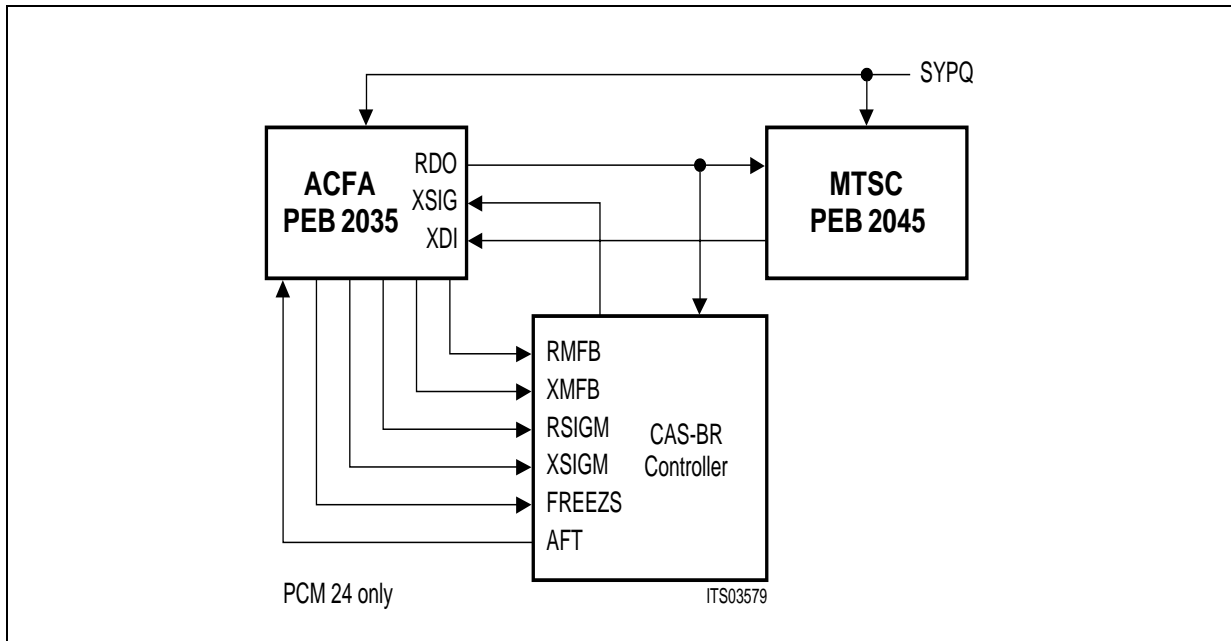 SYPQ
ACFA
PEB 2035
RDO
XSIG
XDI
MTSC
PEB 2045
RMFB
XMFB
RSIGM
XSIGM
FREEZS
AFT
CAS-BR
Controller
PCM 24 only
ITS03579